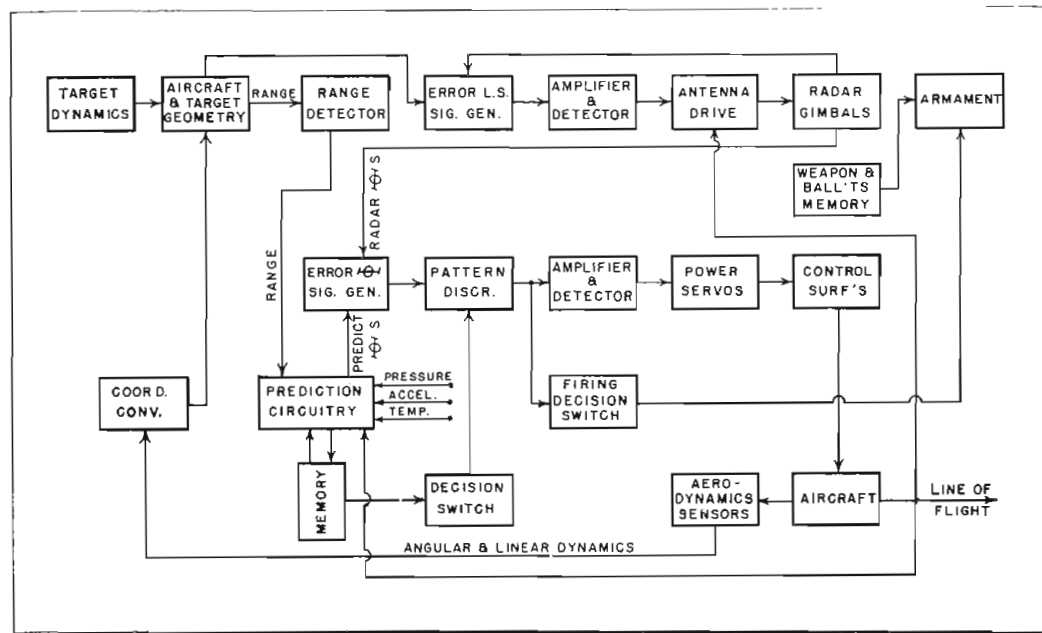 TARGET
DYNAMICS
AIRCRAFT
& TARGET
GEOMETRY
RANGE
RANGE
DETECTOR
ERROR L.S.
SIG. GEN.
AMPLIFIER
&
DETECTOR
ANTENNA
DRIVE
RADAR
GIMBALS
ARMAMENT
WEAPON &
BALL'TS
MEMORY
RANGE
RADAR ϕ S
ERROR ϕ
SIG. GEN.
PATTERN
DISCR.
AMPLIFIER
&
DETECTOR
POWER
SERVOS
CONTROL
SURF'S
PREDICT
ϕ S
COORD.
CONV.
PREDICTION
CIRCUITRY
PRESSURE
ACCEL.
TEMP.
FIRING
DECISION
SWITCH
MEMORY
DECISION
SWITCH
AERO-
DYNAMICS
SENSORS
AIRCRAFT
LINE OF
FLIGHT
ANGULAR & LINEAR DYNAMICS